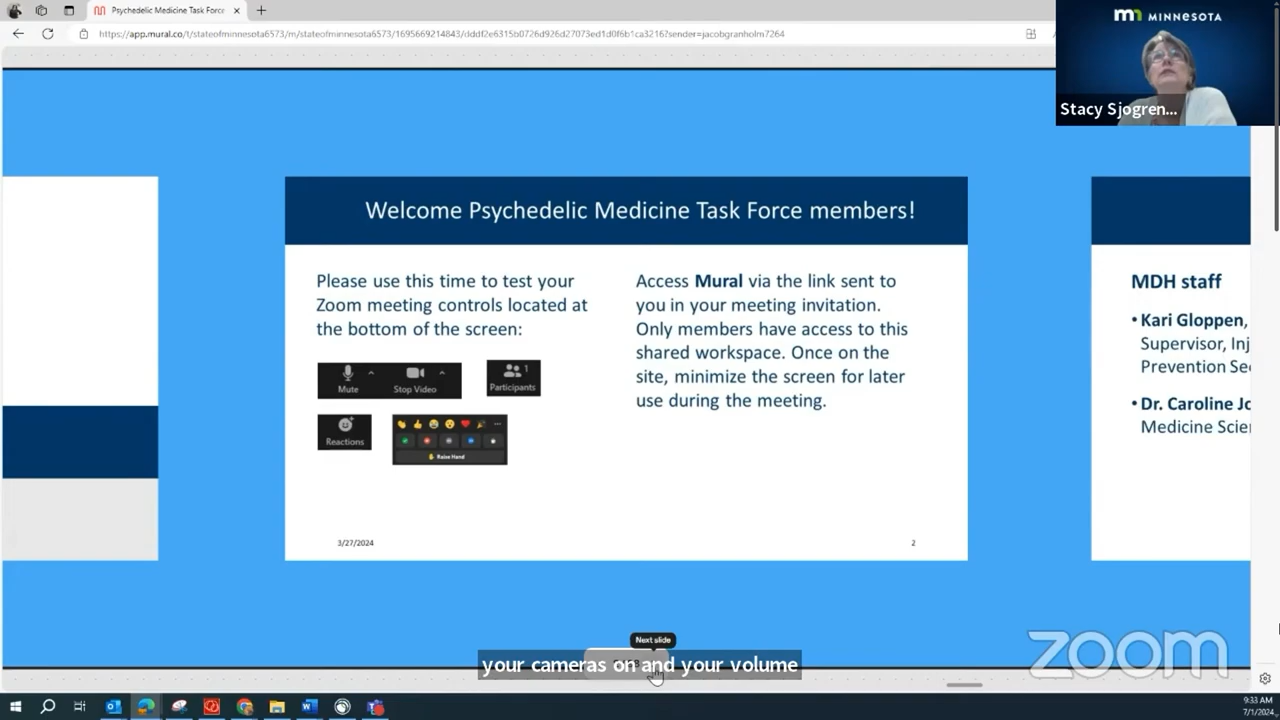 Psychedelic Medicine Task Force
https://app.mural.co/t/stateofminnesota6573/m/stateofminnesota6573/1695669214843/dddf2e6315b0726d926d27073ed1d0f6b1ca3216?sender=jacobgranholm7264
MINNESOTA
Stacy Sjogren...
Welcome Psychedelic Medicine Task Force members!
Please use this time to test your
Zoom meeting controls located at
the bottom of the screen:
Mute
Stop Video
1
Participants
Reactions
Raise Hand
Access Mural via the link sent to
you in your meeting invitation.
Only members have access to this
shared workspace. Once on the
site, minimize the screen for later
use during the meeting.
3/27/2024
2
MDH staff
•Kari Gloppen,
Supervisor, Inj
Prevention Se
•Dr. Caroline Jo
Medicine Scie
Next slide
your cameras on and your volume
zoom
9:33 AM
7/1/2024